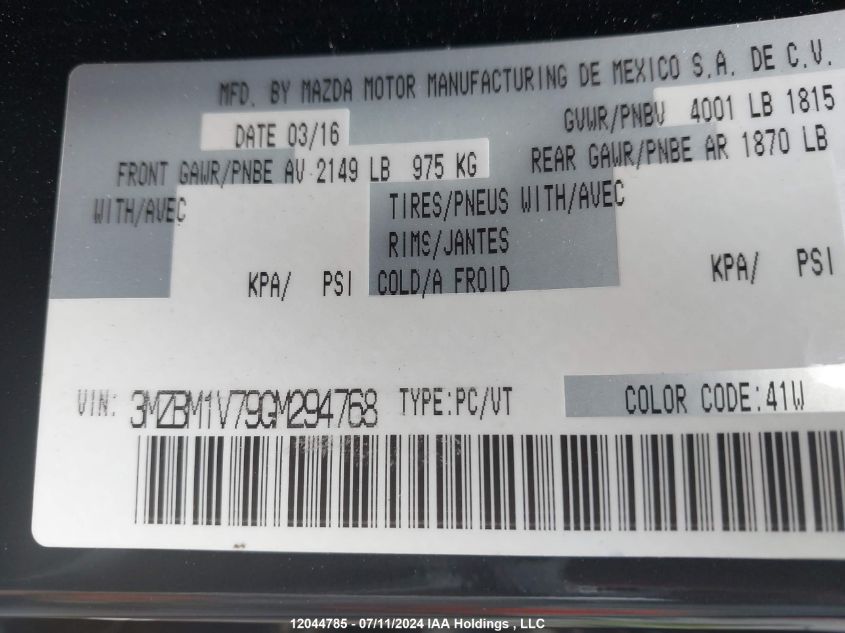 MFD. BY MAZDA MOTOR MANUFACTURING DE MEXICO S.A. DE C.V.
DATE 03/16 GVWR/PNBV 4001 LB 1815
FRONT GAWR/PNBE AV 2149 LB 975 KG REAR GAWR/PNBE AR 1870 LB
WITH/AVEC TIRES/PNEUS WITH/AVEC
RIMS/JANTES
KPA/ PSI COLD/A FROID KPA/ PSI
VIN: 3MZBM1V79GM294768 TYPE:PC/VT COLOR CODE:41W
12044785 - 07/11/2024 IAA Holdings , LLC